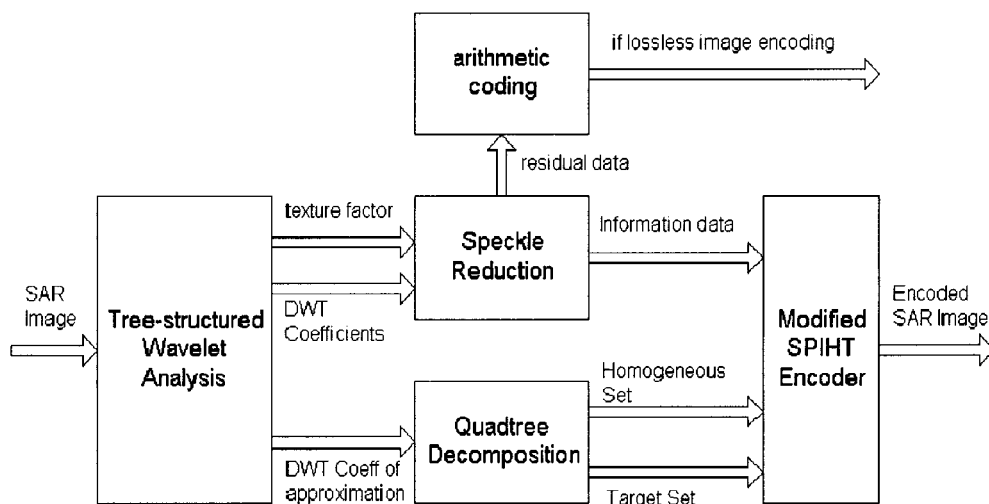 arithmetic
coding
if lossless image encoding
residual data
SAR
Image
Tree-structured
Wavelet
Analysis
texture factor
DWT
Coefficients
Speckle
Reduction
Information data
DWT Coeff of
approximation
Quadtree
Decomposition
Homogeneous
Set
Target Set
Modified
SPIHT
Encoder
Encoded
SAR Image